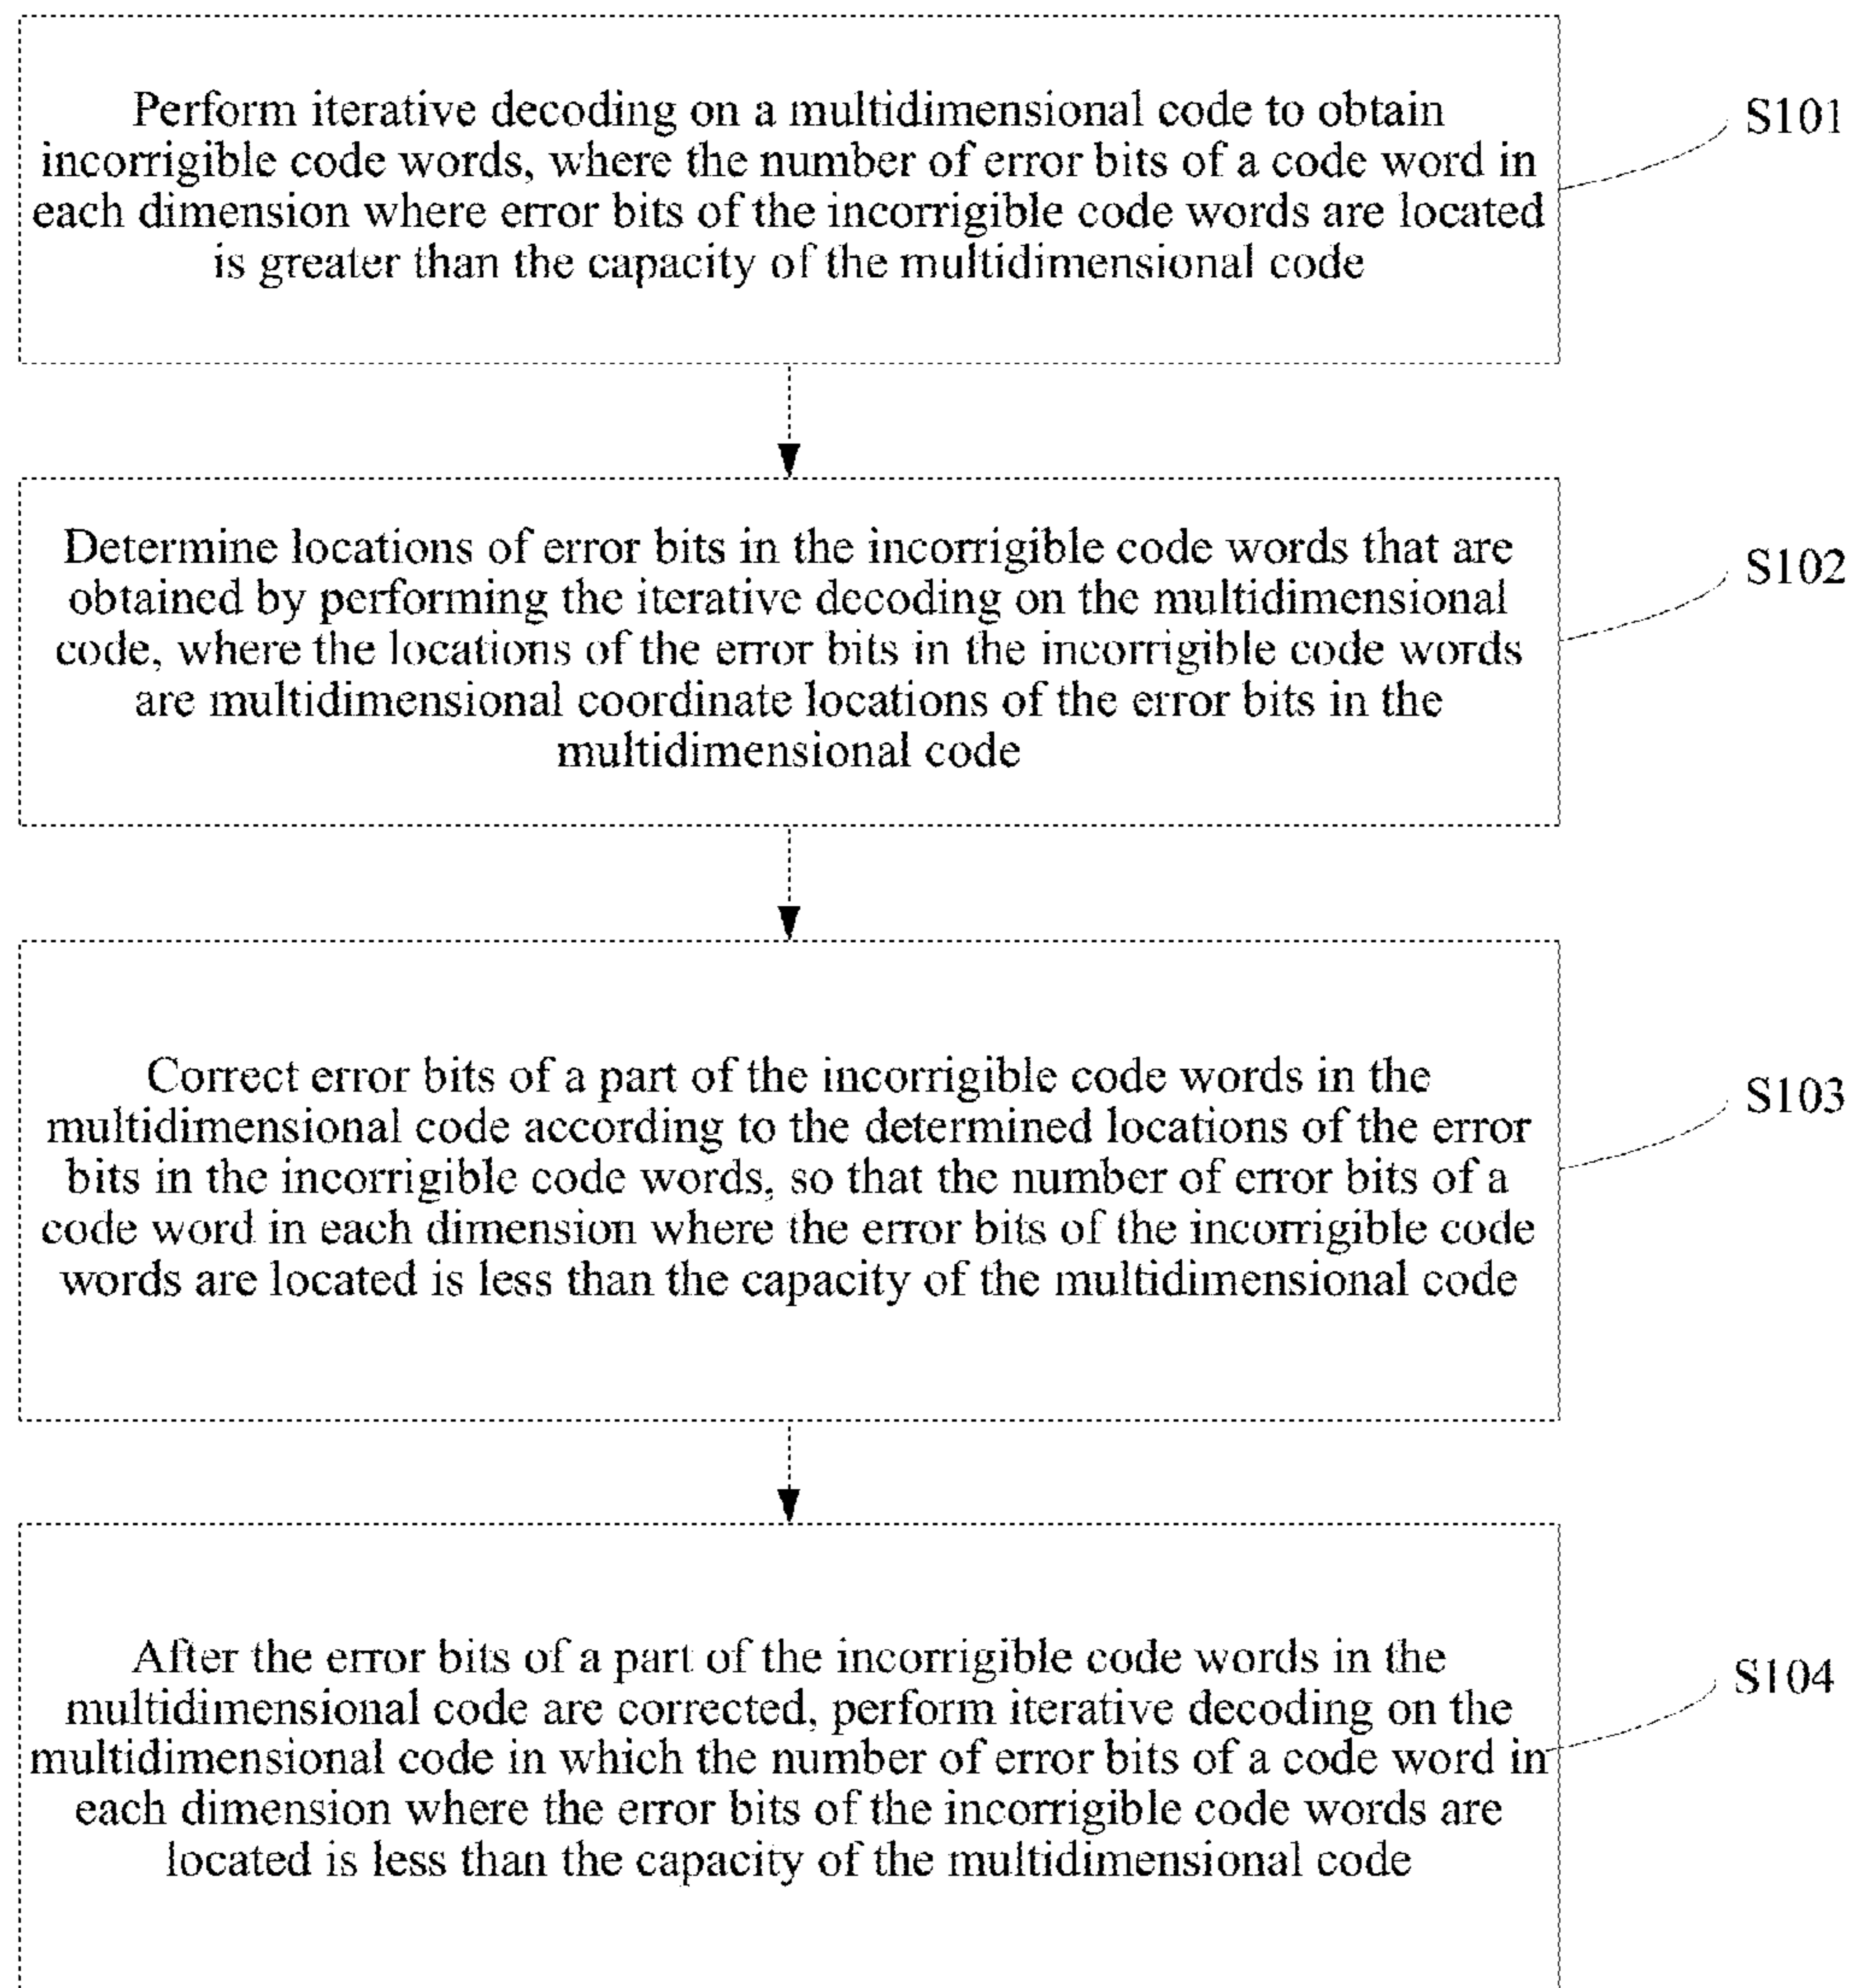 Perform iterative decoding on a multidimensional code to obtain
incorrigible code words, where the number of error bits of a code word in
each dimension where error bits of the incorrigible code words are located
is greater than the capacity of the multidimensional code
S101
Determine locations of error bits in the incorrigible code words that are
obtained by performing the iterative decoding on the multidimensional
code, where the locations of the error bits in the incorrigible code words
are multidimensional coordinate locations of the error bits in the
multidimensional code
S102
Correct error bits of a part of the incorrigible code words in the
multidimensional code according to the determined locations of the error
bits in the incorrigible code words, so that the number of error bits of a
code word in each dimension where the error bits of the incorrigible code
words are located is less than the capacity of the multidimensional code
S103
After the error bits of a part of the incorrigible code words in the
multidimensional code are corrected, perform iterative decoding on the
multidimensional code in which the number of error bits of a code word in
each dimension where the error bits of the incorrigible code words are
located is less than the capacity of the multidimensional code
S104